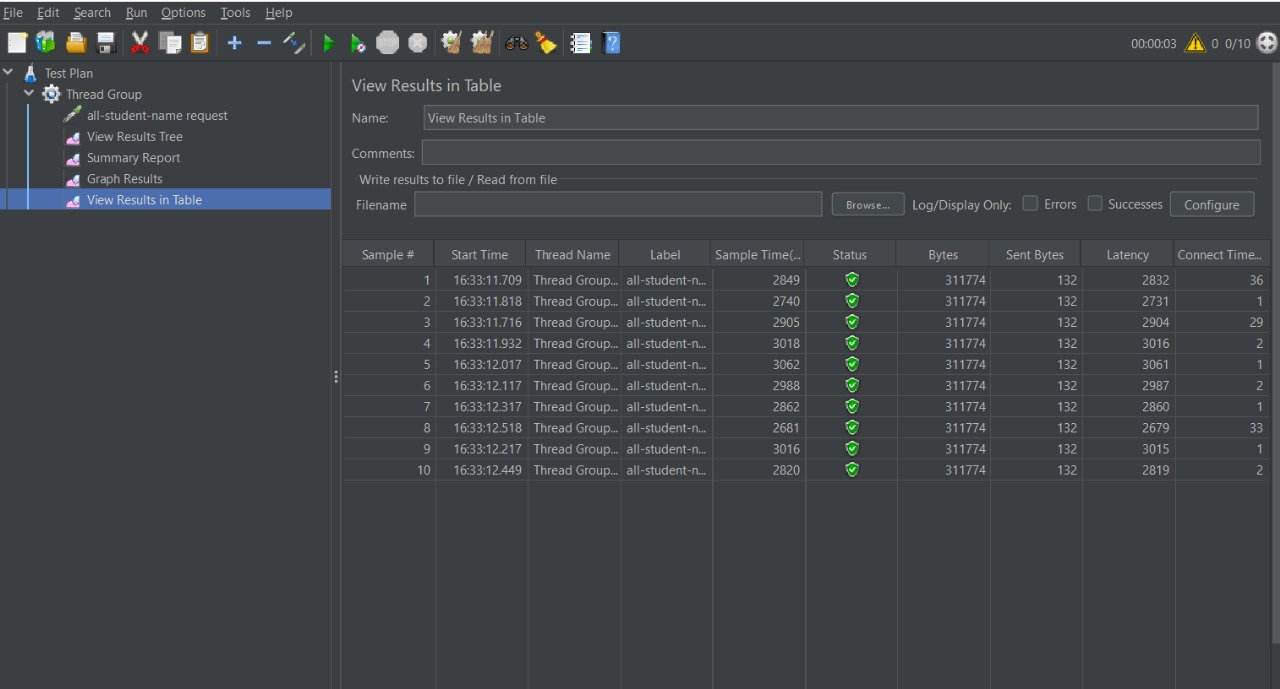 File Edit Search Run Options Tools Help
00:00:03 0 0/10
Test Plan
Thread Group
all-student-name request
View Results Tree
Summary Report
Graph Results
View Results in Table
View Results in Table
Name: View Results in Table
Comments:
Write results to file / Read from file
Filename Browse... Log/Display Only: Errors Successes Configure
Sample # Start Time Thread Name Label Sample Time(... Status Bytes Sent Bytes Latency Connect Time...
1 16:33:11.709 Thread Group... all-student-n... 2849 311774 132 2832 36
2 16:33:11.818 Thread Group... all-student-n... 2740 311774 132 2731 1
3 16:33:11.716 Thread Group... all-student-n... 2905 311774 132 2904 29
4 16:33:11.932 Thread Group... all-student-n... 3018 311774 132 3016 2
5 16:33:12.017 Thread Group... all-student-n... 3062 311774 132 3061 1
6 16:33:12.117 Thread Group... all-student-n... 2988 311774 132 2987 2
7 16:33:12.317 Thread Group... all-student-n... 2862 311774 132 2860 1
8 16:33:12.518 Thread Group... all-student-n... 2681 311774 132 2679 33
9 16:33:12.217 Thread Group... all-student-n... 3016 311774 132 3015 1
10 16:33:12.449 Thread Group... all-student-n... 2820 311774 132 2819 2